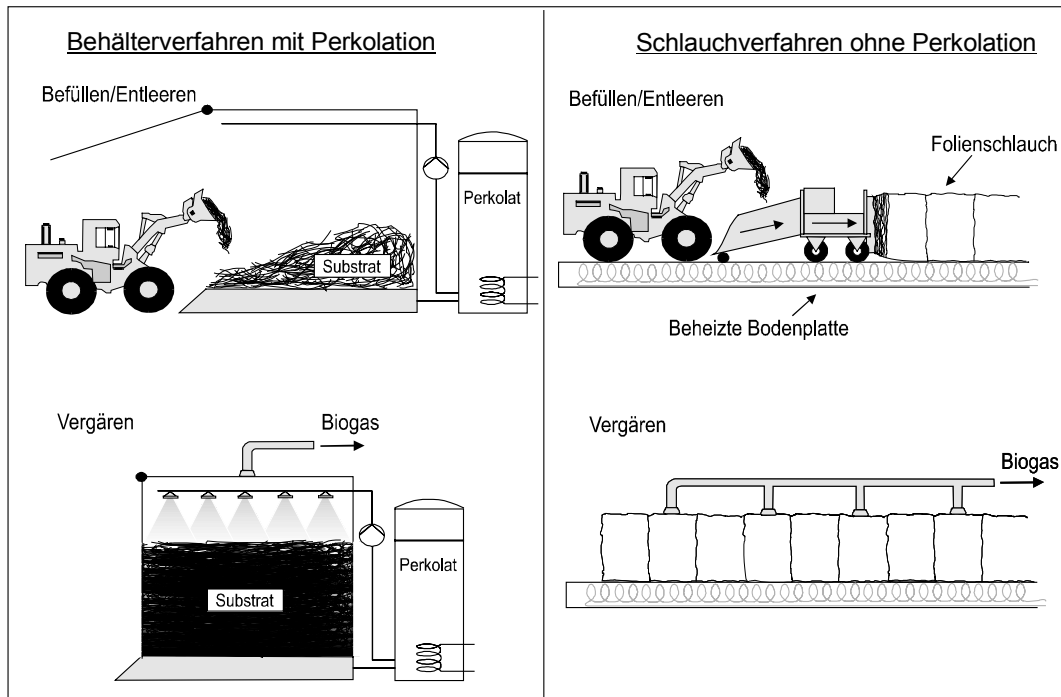 Behälterverfahren mit Perkolation
Befüllen/Entleeren
Perkolat
Substrat
Vergären
Biogas
Perkolat
Substrat
Schlauchverfahren ohne Perkolation
Befüllen/Entleeren
Folienschlauch
Beheizte Bodenplatte
Vergären
Biogas